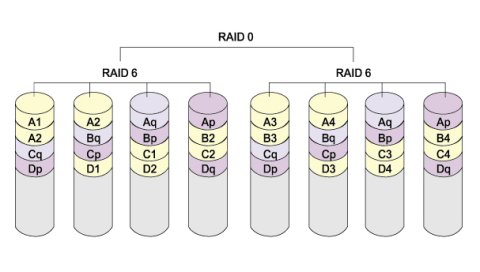 RAID 0
RAID 6 RAID 6
A1 A2 Aq Ap A3 A4 Aq Ap
A2 Bq Bp B2 B3 Bq Bp B4
Cq Cp C1 C2 Cq Cp C3 C4
Dp D1 D2 Dq Dp D3 D4 Dq